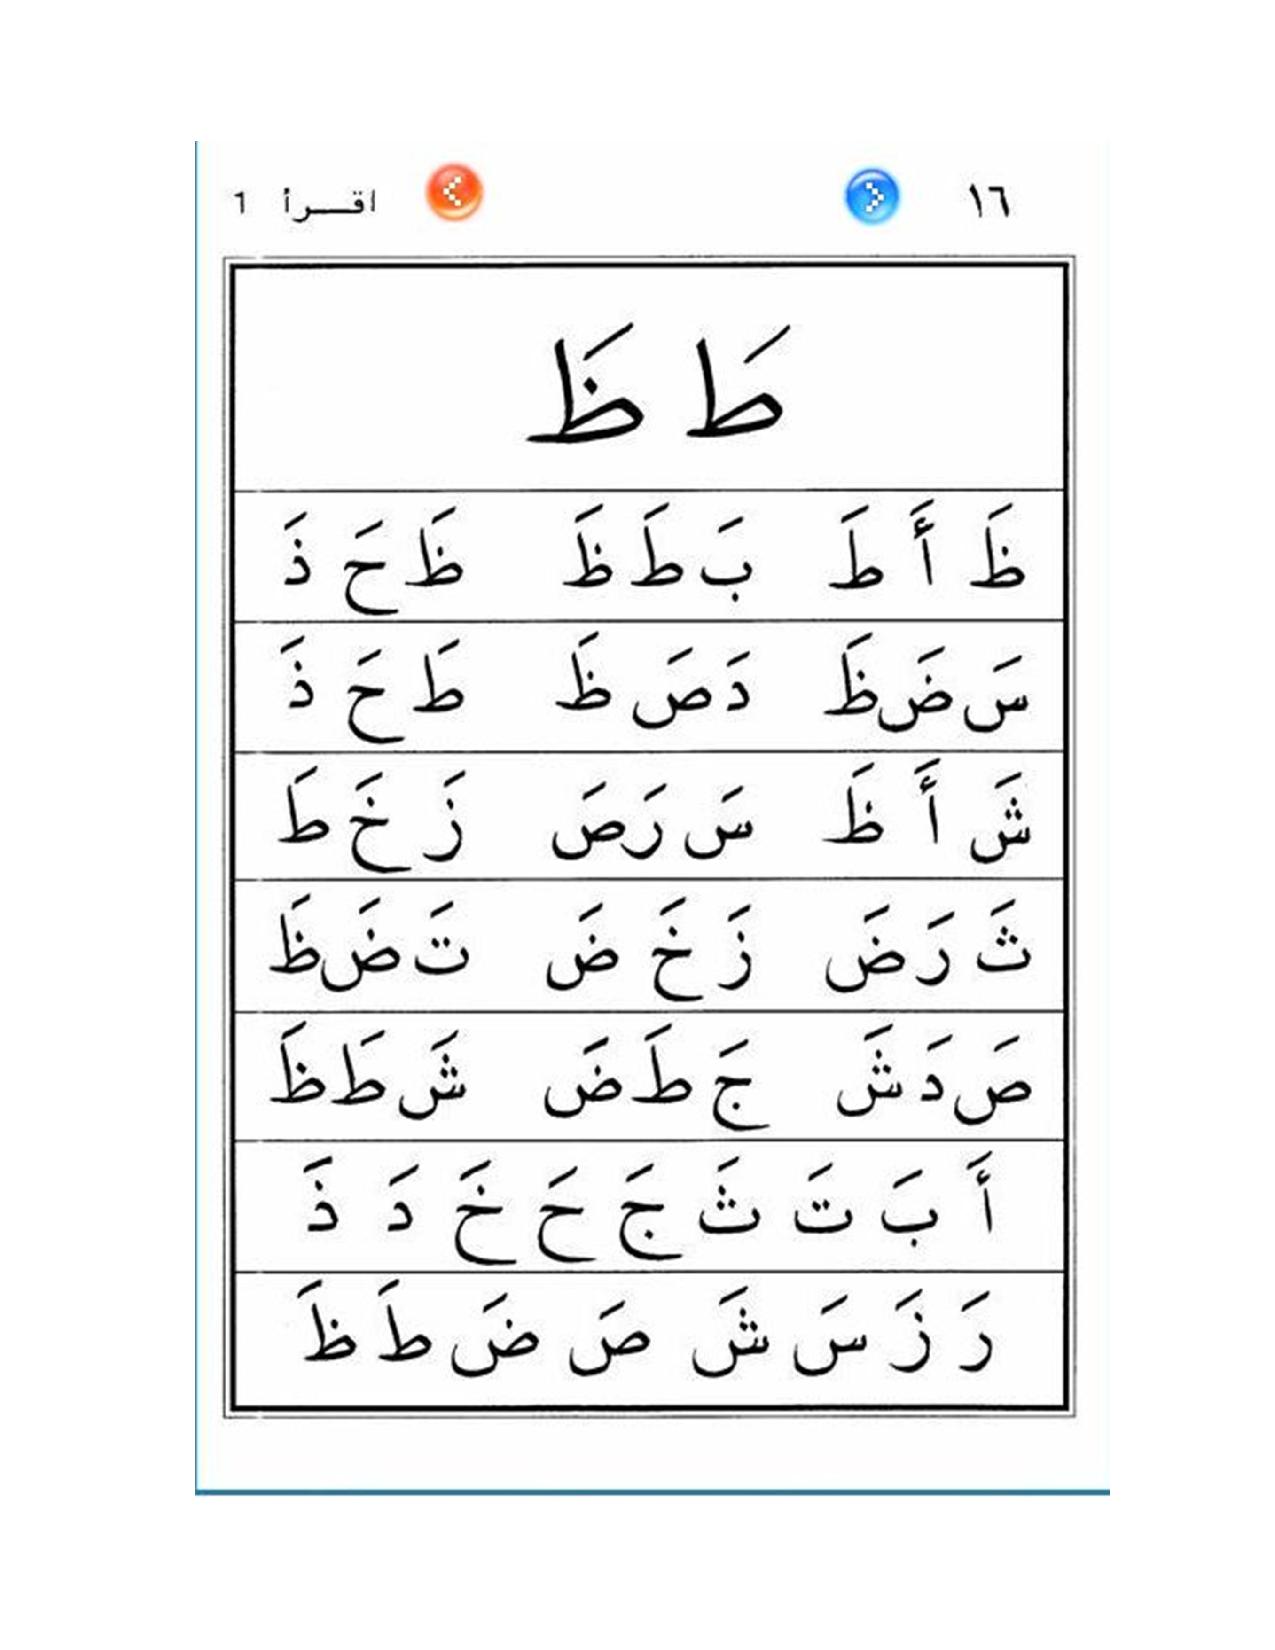 ١٦ اقـــرأ 1
طَ ظَ
ظَ أَ طَ بَ طَ ظَ ظَ حَ ذَ
سَ ضَ ظَ دَ صَ ظَ طَ حَ ذَ
شَ أَ ظَ سَ رَ صَ زَ خَ طَ
ثَ رَ ضَ زَ خَ ضَ تَ ضَ ظَ
صَ دَ شَ جَ طَ ضَ شَ طَ ظَ
أَ بَ تَ ثَ جَ حَ خَ دَ ذَ
رَ زَ سَ شَ صَ ضَ طَ ظَ